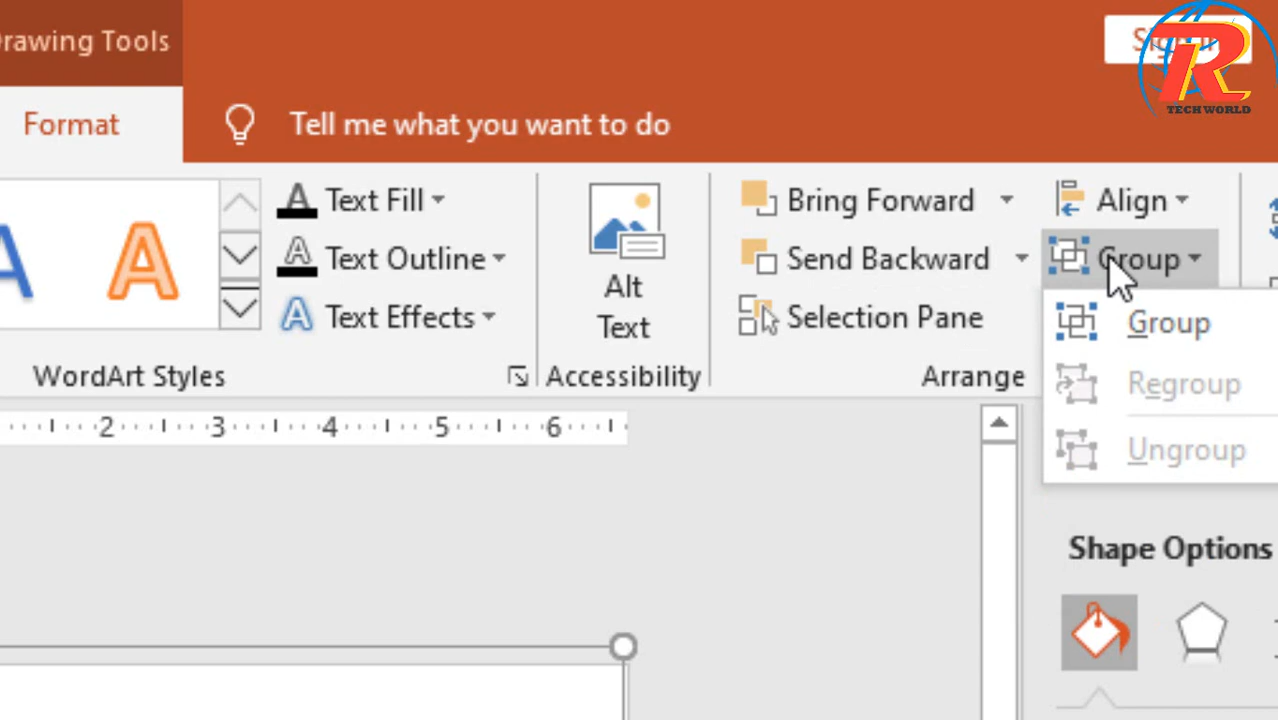 Drawing Tools
Sign in
R
TECH WORLD
Format
Tell me what you want to do
A
A
Text Fill
Text Outline
Text Effects
Alt
Text
Bring Forward
Send Backward
Selection Pane
Align
Group
WordArt Styles
Accessibility
Arrange
Group
Regroup
Ungroup
2 3 4 5 6
Shape Options